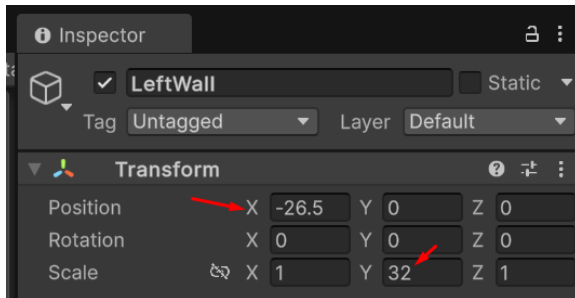 Inspector
LeftWall Static
Tag Untagged Layer Default
Transform
Position X -26.5 Y 0 Z 0
Rotation X 0 Y 0 Z 0
Scale X 1 Y 32 Z 1